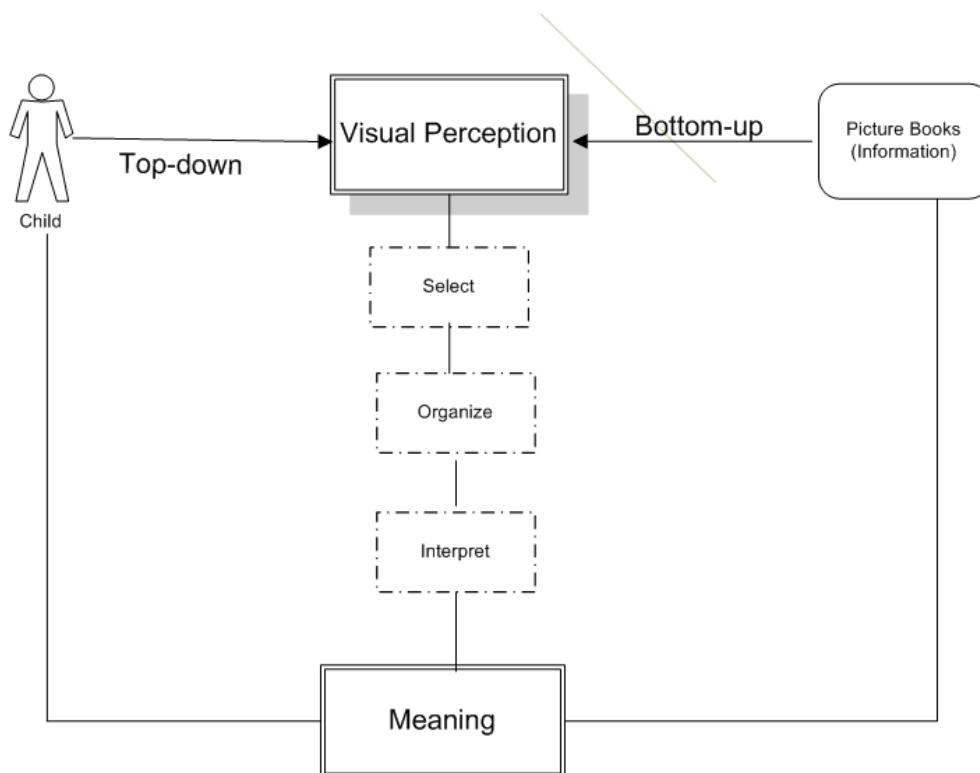 Visual Perception
Bottom-up
Picture Books
(Information)
Top-down
Child
Select
Organize
Interpret
Meaning